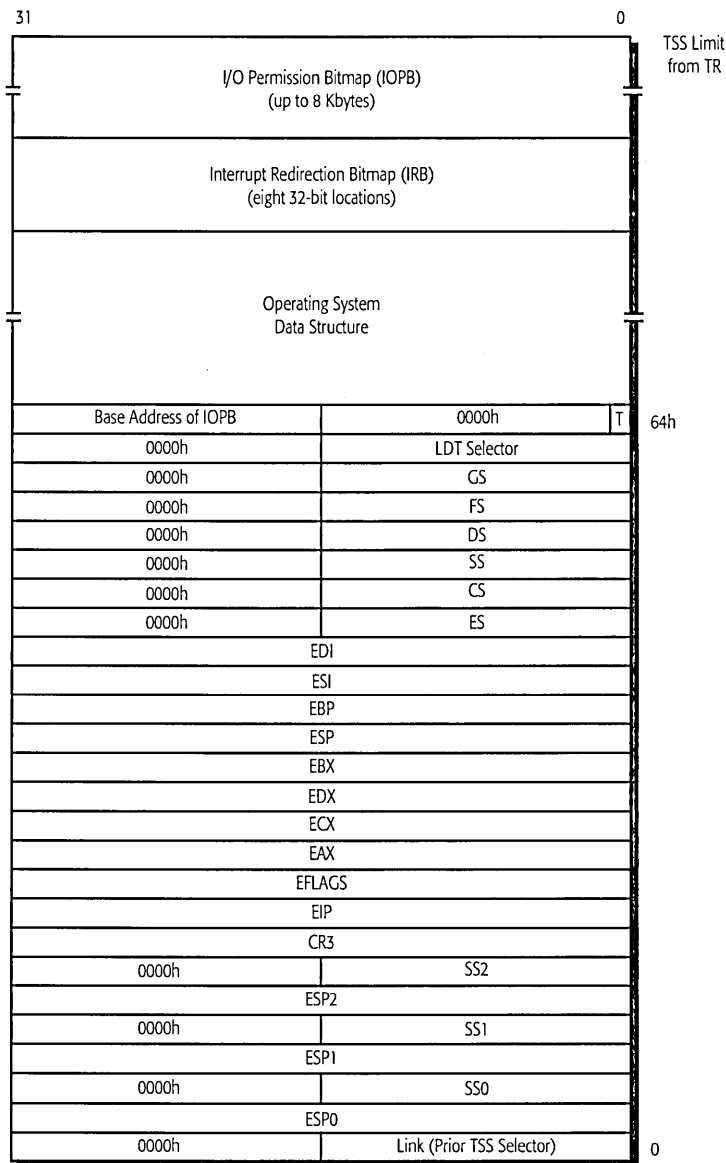 31 0
TSS Limit
from TR
I/O Permission Bitmap (IOPB)
(up to 8 Kbytes)
Interrupt Redirection Bitmap (IRB)
(eight 32-bit locations)
Operating System
Data Structure
Base Address of IOPB 0000h T 64h
0000h LDT Selector
0000h GS
0000h FS
0000h DS
0000h SS
0000h CS
0000h ES
EDI
ESI
EBP
ESP
EBX
EDX
ECX
EAX
EFLAGS
EIP
CR3
0000h SS2
ESP2
0000h SS1
ESP1
0000h SS0
ESP0
0000h Link (Prior TSS Selector) 0